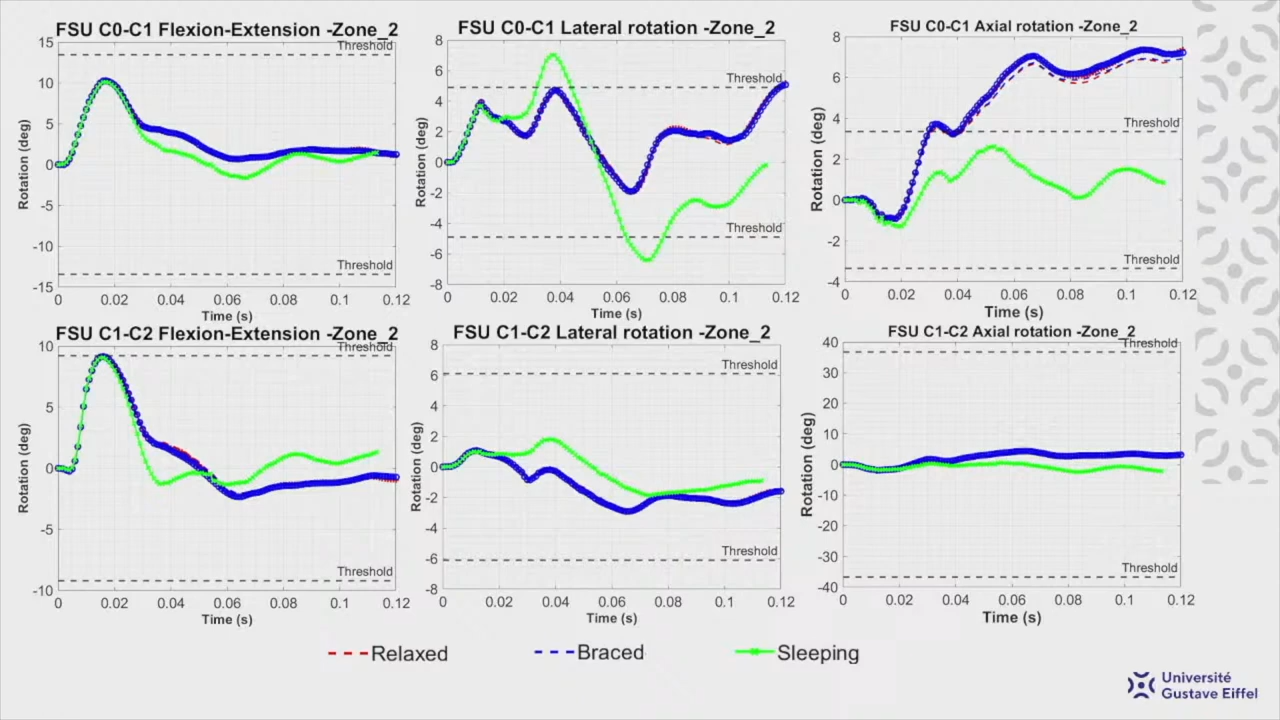 FSU C0-C1 Flexion-Extension -Zone_2
Threshold
15
10
5
0
-5
-10
-15
Rotation (deg)
Threshold
0 0.02 0.04 0.06 0.08 0.1 0.12
Time (s)
FSU C0-C1 Lateral rotation -Zone_2
8
6
4
2
0
-2
-4
-6
-8
Rotation (deg)
Threshold
Threshold
0 0.02 0.04 0.06 0.08 0.1 0.12
Time (s)
FSU C0-C1 Axial rotation -Zone_2
8
6
4
2
0
-2
-4
Rotation (deg)
Threshold
Threshold
0 0.02 0.04 0.06 0.08 0.1 0.12
Time (s)
FSU C1-C2 Flexion-Extension -Zone_2
Threshold
10
5
0
-5
-10
Rotation (deg)
Threshold
0 0.02 0.04 0.06 0.08 0.1 0.12
Time (s)
FSU C1-C2 Lateral rotation -Zone_2
8
6
4
2
0
-2
-4
-6
-8
Rotation (deg)
Threshold
Threshold
0 0.02 0.04 0.06 0.08 0.1 0.12
Time (s)
FSU C1-C2 Axial rotation -Zone_2
Threshold
40
30
20
10
0
-10
-20
-30
-40
Rotation (deg)
Threshold
0 0.02 0.04 0.06 0.08 0.1 0.12
Time (s)
Relaxed Braced Sleeping
Université
Gustave Eiffel